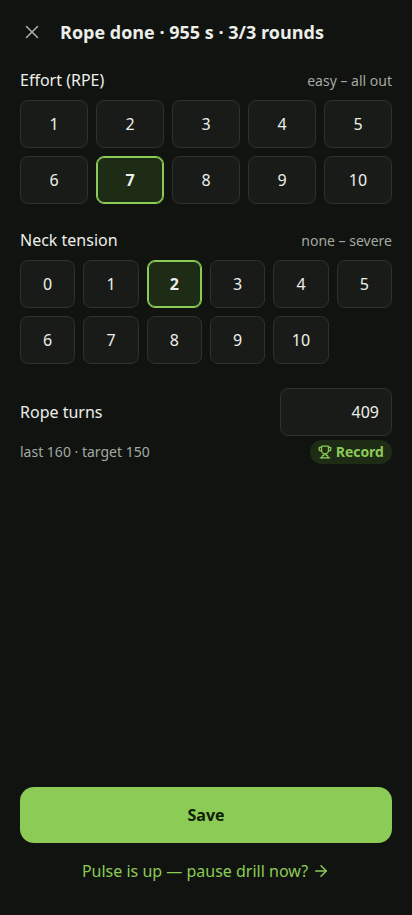 Rope done · 955 s · 3/3 rounds
Effort (RPE) easy – all out
1 2 3 4 5
6 7 8 9 10
Neck tension none – severe
0 1 2 3 4 5
6 7 8 9 10
Rope turns 409
last 160 · target 150 Record
Save
Pulse is up — pause drill now? →